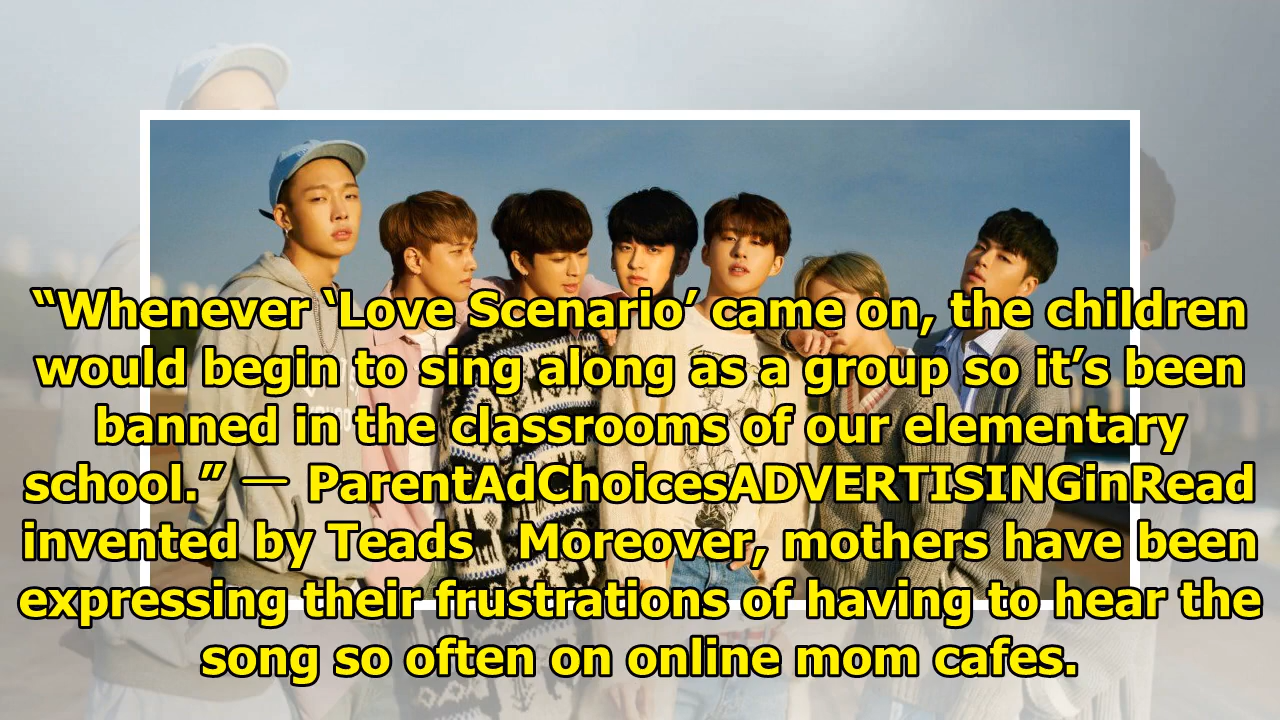 “Whenever ‘Love Scenario’ came on, the children
would begin to sing along as a group so it’s been
banned in the classrooms of our elementary
school.” — ParentAdChoicesADVERTISINGinRead
invented by Teads   Moreover, mothers have been
expressing their frustrations of having to hear the
song so often on online mom cafes.